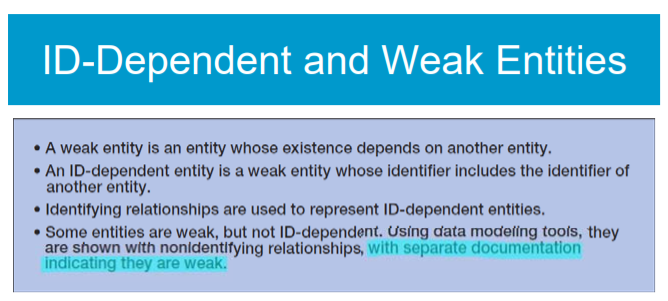 ID-Dependent and Weak Entities
• A weak entity is an entity whose existence depends on another entity.
• An ID-dependent entity is a weak entity whose identifier includes the identifier of
another entity.
• Identifying relationships are used to represent ID-dependent entities.
• Some entities are weak, but not ID-dependent. Using data modeling tools, they
are shown with nonidentifying relationships, with separate documentation
indicating they are weak.